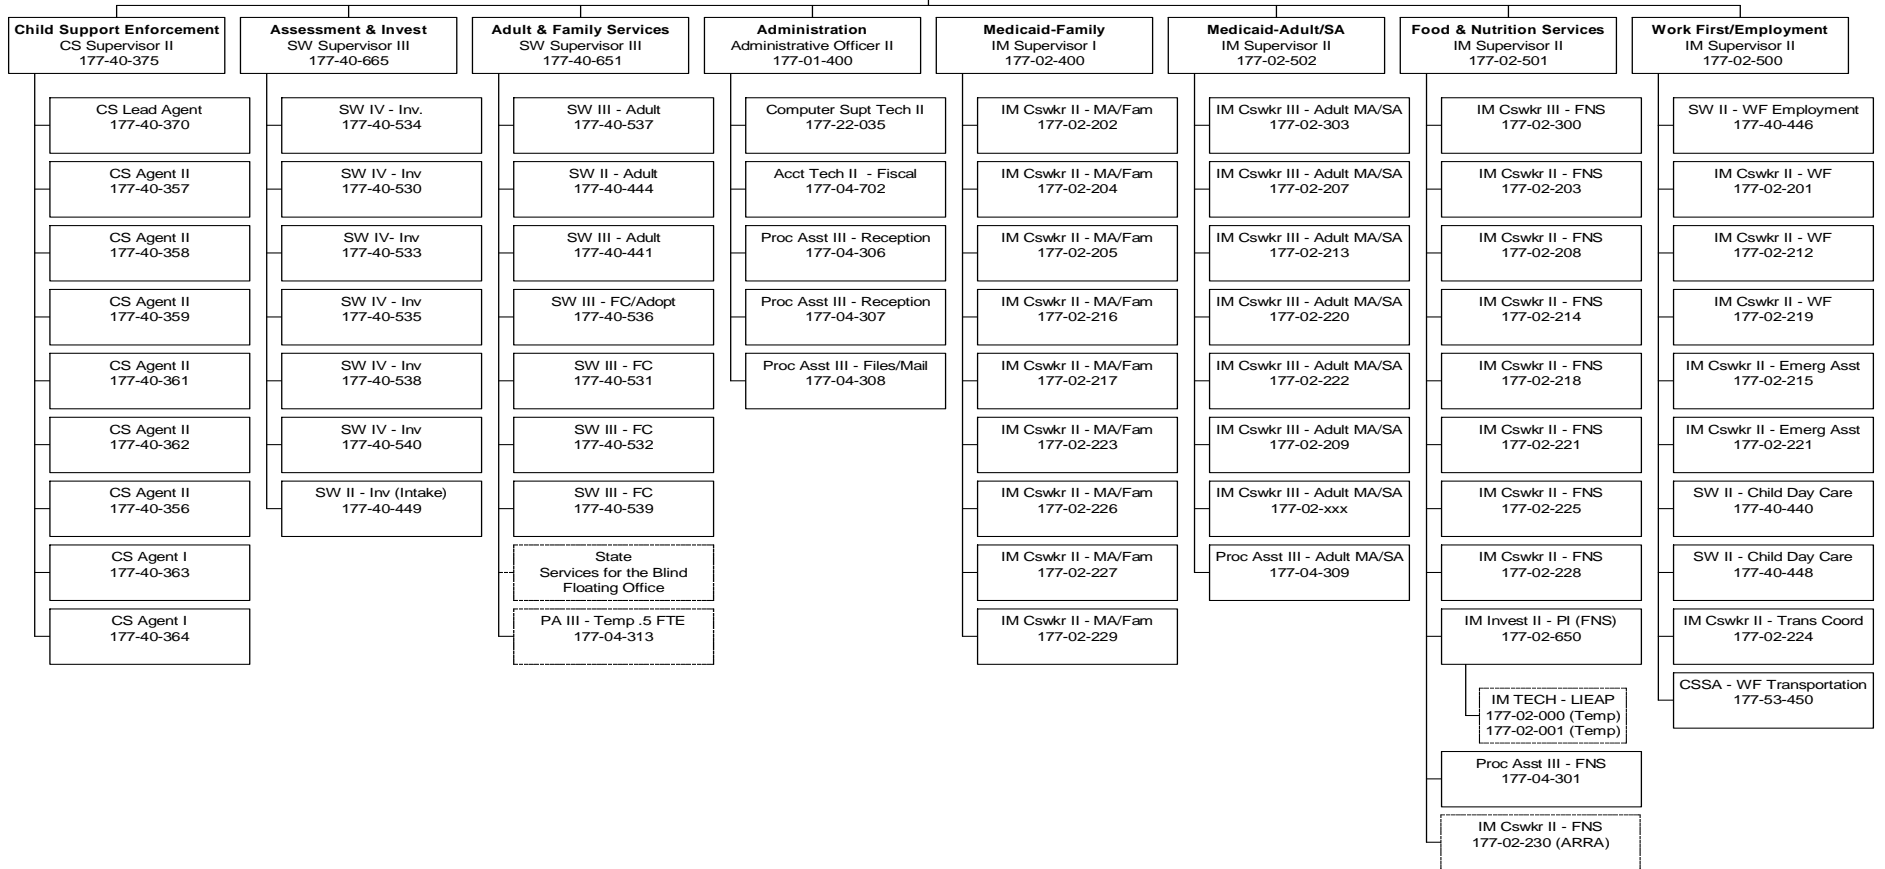 Child Support Enforcement
CS Supervisor II
177-40-375
CS Lead Agent
177-40-370
CS Agent II
177-40-357
CS Agent II
177-40-358
CS Agent II
177-40-359
CS Agent II
177-40-361
CS Agent II
177-40-362
CS Agent II
177-40-356
CS Agent I
177-40-363
CS Agent I
177-40-364
Assessment & Invest
SW Supervisor III
177-40-665
SW IV - Inv.
177-40-534
SW IV - Inv
177-40-530
SW IV- Inv
177-40-533
SW IV - Inv
177-40-535
SW IV - Inv
177-40-538
SW IV - Inv
177-40-540
SW II - Inv (Intake)
177-40-449
Adult & Family Services
SW Supervisor III
177-40-651
SW III - Adult
177-40-537
SW II - Adult
177-40-444
SW III - Adult
177-40-441
SW III - FC/Adopt
177-40-536
SW III - FC
177-40-531
SW III - FC
177-40-532
SW III - FC
177-40-539
State
Services for the Blind
Floating Office
PA III - Temp .5 FTE
177-04-313
Administration
Administrative Officer II
177-01-400
Computer Supt Tech II
177-22-035
Acct Tech II  - Fiscal
177-04-702
Proc Asst III - Reception
177-04-306
Proc Asst III - Reception
177-04-307
Proc Asst III - Files/Mail
177-04-308
Medicaid-Family
IM Supervisor I
177-02-400
IM Cswkr II - MA/Fam
177-02-202
IM Cswkr II - MA/Fam
177-02-204
IM Cswkr II - MA/Fam
177-02-205
IM Cswkr II - MA/Fam
177-02-216
IM Cswkr II - MA/Fam
177-02-217
IM Cswkr II - MA/Fam
177-02-223
IM Cswkr II - MA/Fam
177-02-226
IM Cswkr II - MA/Fam
177-02-227
IM Cswkr II - MA/Fam
177-02-229
Medicaid-Adult/SA
IM Supervisor II
177-02-502
IM Cswkr III - Adult MA/SA
177-02-303
IM Cswkr III - Adult MA/SA
177-02-207
IM Cswkr III - Adult MA/SA
177-02-213
IM Cswkr III - Adult MA/SA
177-02-220
IM Cswkr III - Adult MA/SA
177-02-222
IM Cswkr III - Adult MA/SA
177-02-209
IM Cswkr III - Adult MA/SA
177-02-xxx
Proc Asst III - Adult MA/SA
177-04-309
Food & Nutrition Services
IM Supervisor II
177-02-501
IM Cswkr III - FNS
177-02-300
IM Cswkr II - FNS
177-02-203
IM Cswkr II - FNS
177-02-208
IM Cswkr II - FNS
177-02-214
IM Cswkr II - FNS
177-02-218
IM Cswkr II - FNS
177-02-221
IM Cswkr II - FNS
177-02-225
IM Cswkr II - FNS
177-02-228
IM Invest II - PI (FNS)
177-02-650
IM TECH - LIEAP
177-02-000 (Temp)
177-02-001 (Temp)
Proc Asst III - FNS
177-04-301
IM Cswkr II - FNS
177-02-230 (ARRA)
Work First/Employment
IM Supervisor II
177-02-500
SW II - WF Employment
177-40-446
IM Cswkr II - WF
177-02-201
IM Cswkr II - WF
177-02-212
IM Cswkr II - WF
177-02-219
IM Cswkr II - Emerg Asst
177-02-215
IM Cswkr II - Emerg Asst
177-02-221
SW II - Child Day Care
177-40-440
SW II - Child Day Care
177-40-448
IM Cswkr II - Trans Coord
177-02-224
CSSA - WF Transportation
177-53-450